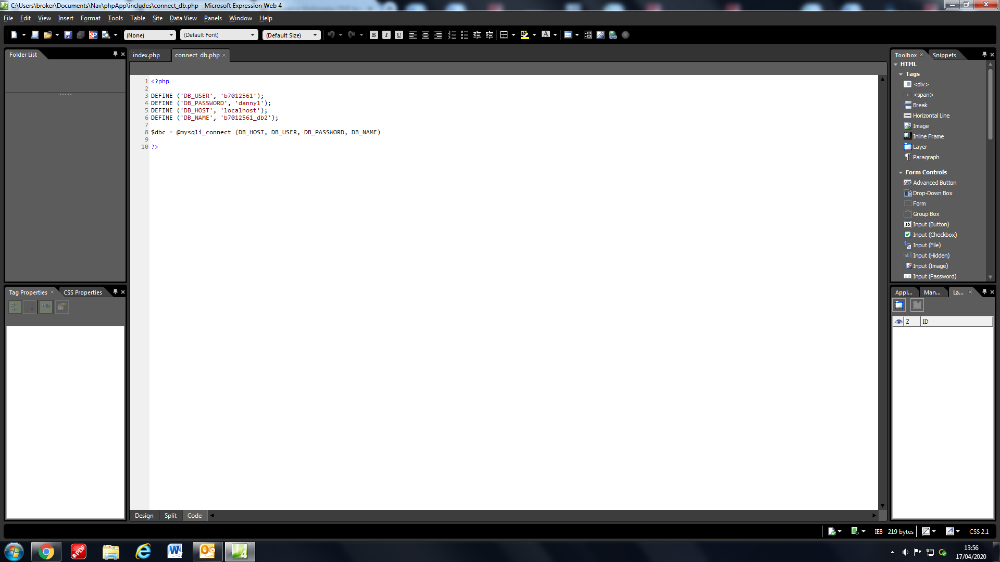 C:\Users\broker\Documents\Nav\phpApp\includes\connect_db.php - Microsoft Expression Web 4
File Edit View Insert Format Tools Table Site Data View Panels Window Help
(None) (Default Font) (Default Size) B I U
Folder List
index.php connect_db.php
1 <?php
2
3 DEFINE ('DB_USER', 'b7012561');
4 DEFINE ('DB_PASSWORD', 'danny1');
5 DEFINE ('DB_HOST', 'localhost');
6 DEFINE ('DB_NAME', 'b7012561_db2');
7
8 $dbc = @mysqli_connect (DB_HOST, DB_USER, DB_PASSWORD, DB_NAME)
9
10 ?>
Design Split Code
Tag Properties CSS Properties
Toolbox Snippets
HTML
Tags
<div>
<span>
Break
Horizontal Line
Image
Inline Frame
Layer
Paragraph
Form Controls
Advanced Button
Drop-Down Box
Form
Group Box
Input (Button)
Input (Checkbox)
Input (File)
Input (Hidden)
Input (Image)
Input (Password)
Appl... Man... La...
Z ID
IE8 219 bytes CSS 2.1
13:56
17/04/2020